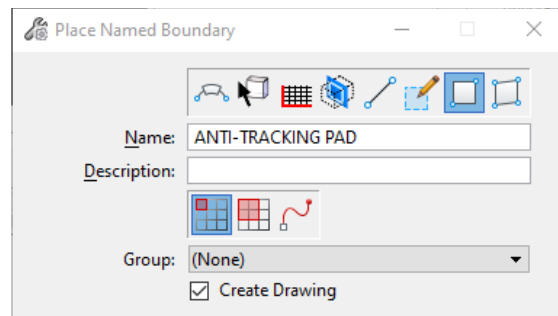 Place Named Boundary
Name: ANTI-TRACKING PAD
Description:
Group: (None)
Create Drawing